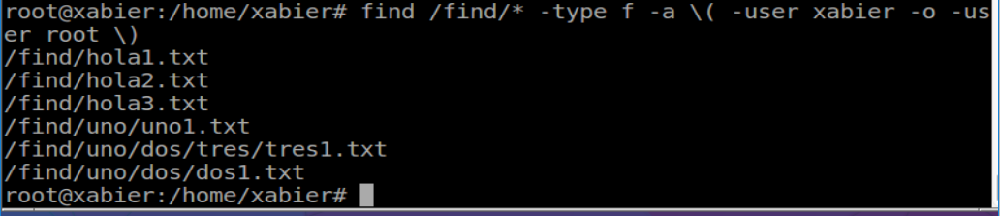 root@xabier:/home/xabier# find /find/* -type f -a \( -user xabier -o -us
er root \)
/find/hola1.txt
/find/hola2.txt
/find/hola3.txt
/find/uno/uno1.txt
/find/uno/dos/tres/tres1.txt
/find/uno/dos/dos1.txt
root@xabier:/home/xabier#